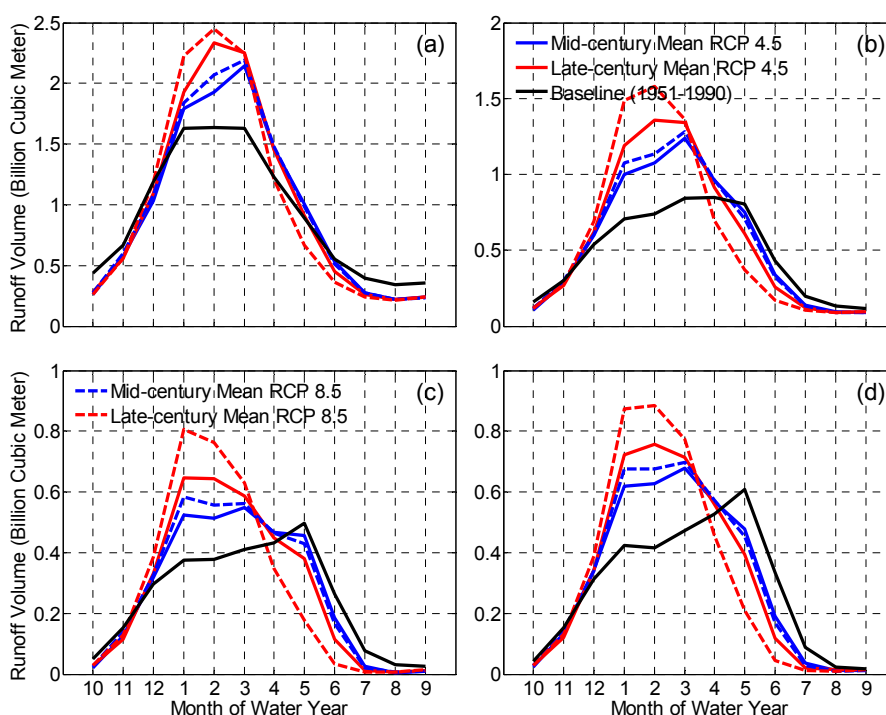 2.5
2
1.5
1
0.5
0
Runoff Volume (Billion Cubic Meter)
(a)
2
1.5
1
0.5
0
(b)
Mid-century Mean RCP 4.5
Late-century Mean RCP 4.5
Baseline (1951-1990)
1
0.8
0.6
0.4
0.2
0
Runoff Volume (Billion Cubic Meter)
(c)
Mid-century Mean RCP 8.5
Late-century Mean RCP 8.5
10 11 12 1 2 3 4 5 6 7 8 9
Month of Water Year
1
0.8
0.6
0.4
0.2
0
(d)
10 11 12 1 2 3 4 5 6 7 8 9
Month of Water Year